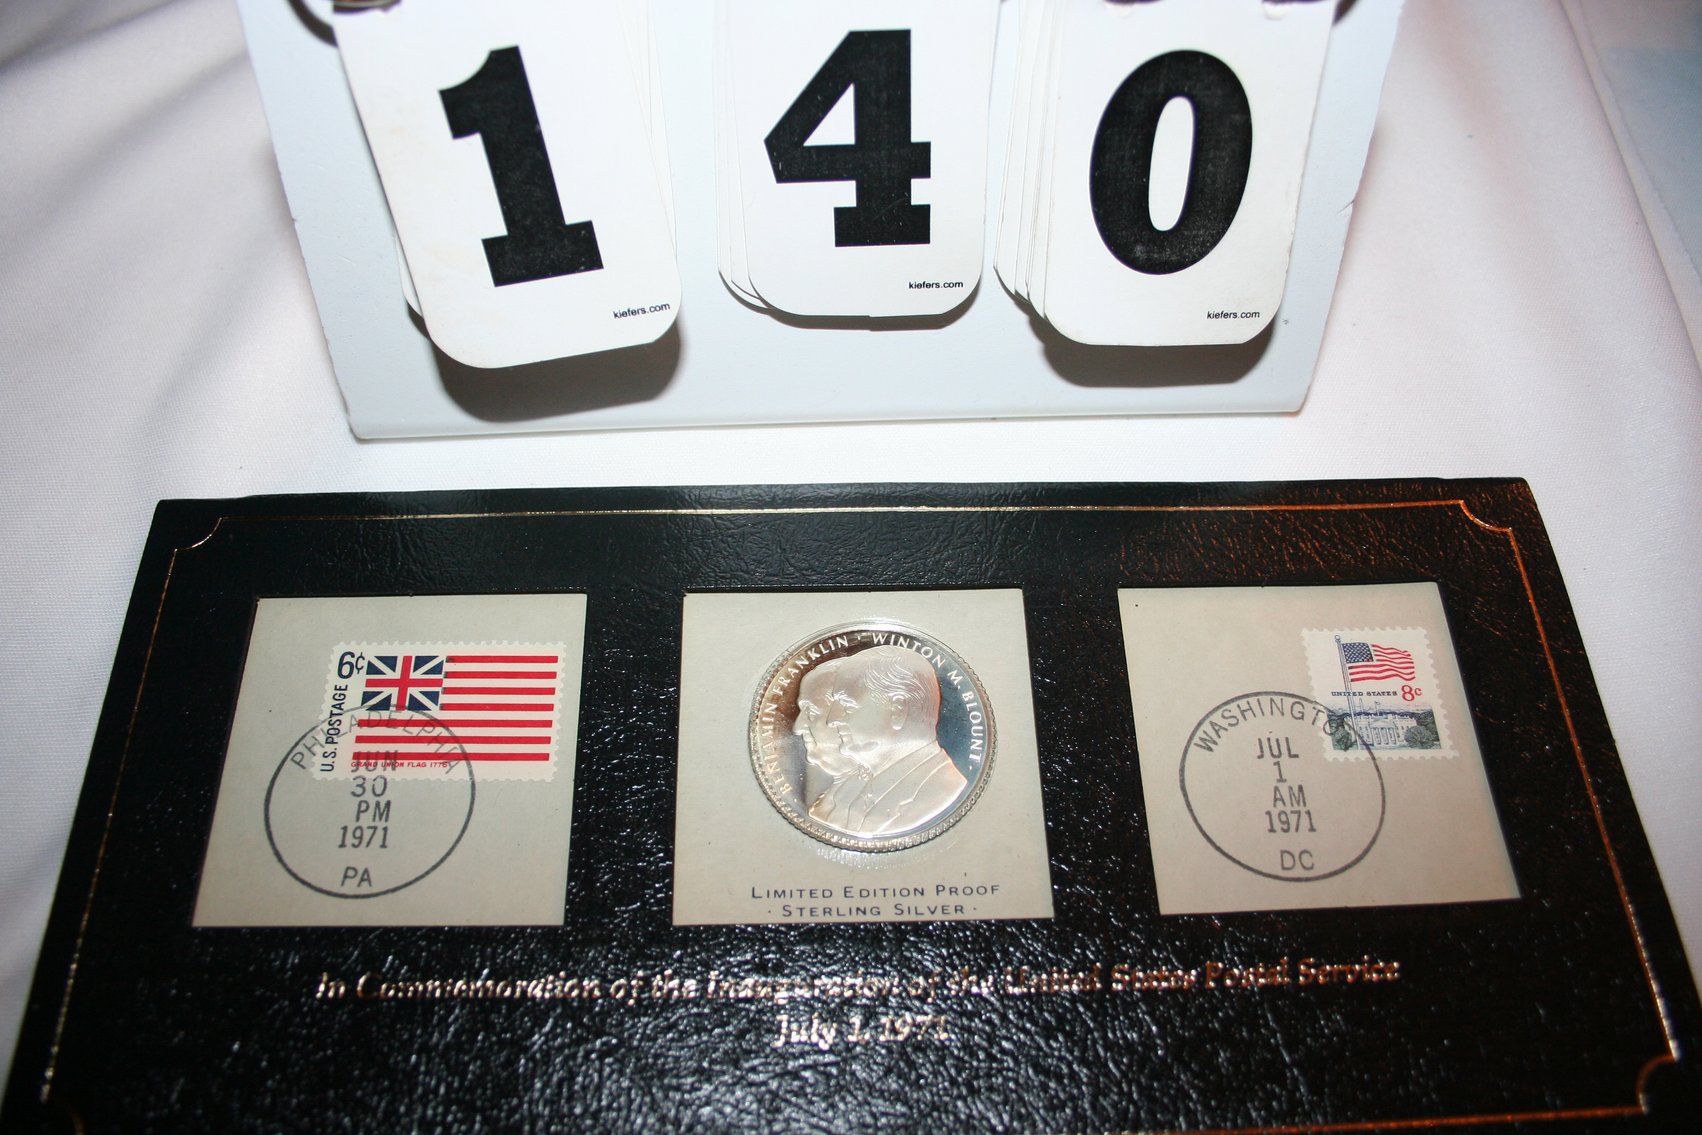 1 4 0
kiefers.com kiefers.com kiefers.com
6¢
U.S. POSTAGE
GRAND UNION FLAG 1776
PHILADELPHIA
JUN
30
PM
1971
PA
BENJAMIN FRANKLIN · WINTON M. BLOUNT ·
LIMITED EDITION PROOF
· STERLING SILVER ·
UNITED STATES 8c
WASHINGTON
JUL
1
AM
1971
DC
In Commemoration of the Inauguration of the United States Postal Service
July 1, 1971